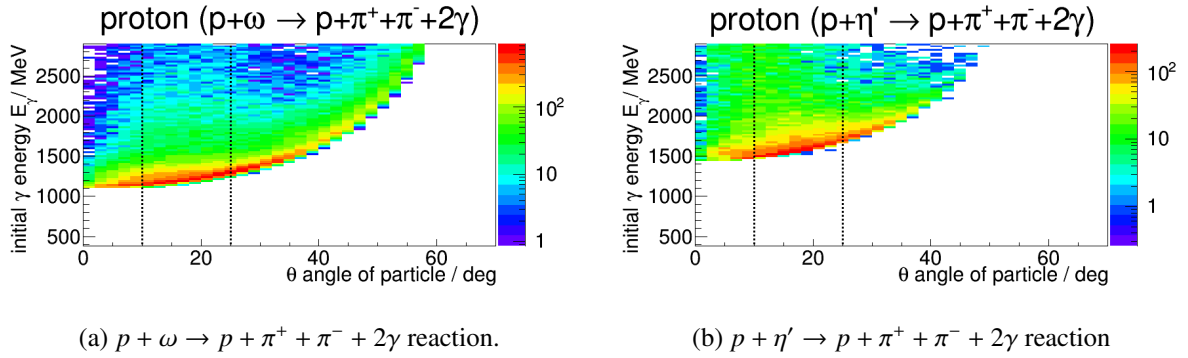 proton (p+ω → p+π⁺+π⁻+2γ)
initial γ energy E_γ/ MeV
2500
2000
1500
1000
500
0 20 40 60
θ angle of particle / deg
10²
10
1
(a) p + ω → p + π⁺ + π⁻ + 2γ reaction.
proton (p+η' → p+π⁺+π⁻+2γ)
initial γ energy E_γ/ MeV
2500
2000
1500
1000
500
0 20 40 60
θ angle of particle / deg
10²
10
1
(b) p + η′ → p + π⁺ + π⁻ + 2γ reaction